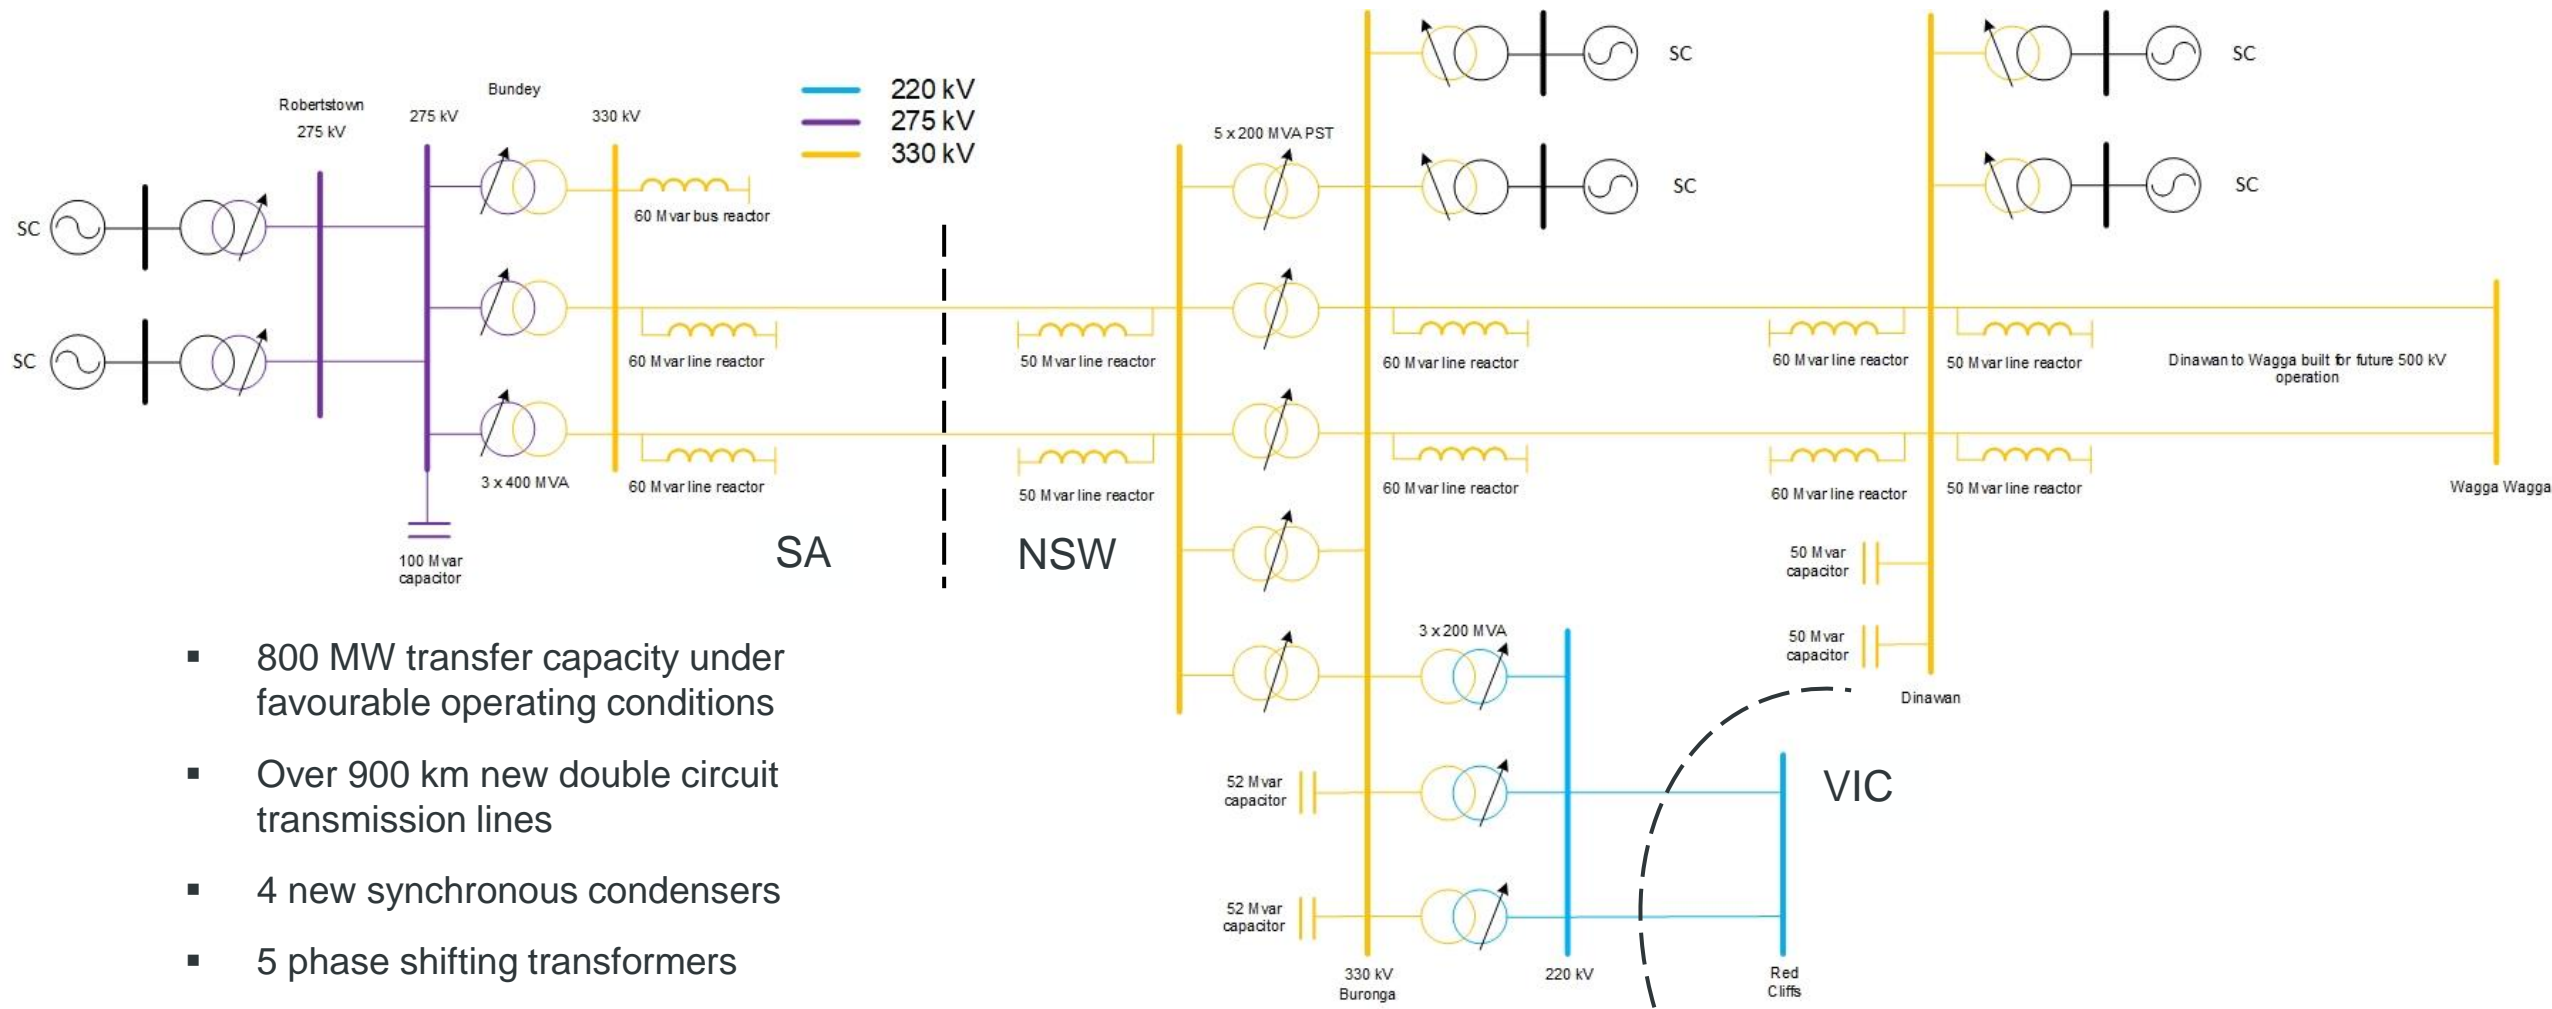 Robertstown
275 kV
275 kV
Bundey
330 kV
220 kV
275 kV
330 kV
5 x 200 MVA PST
SC
SC
SC
SC
SC
SC
60 Mvar bus reactor
60 Mvar line reactor
50 Mvar line reactor
60 Mvar line reactor
60 Mvar line reactor
50 Mvar line reactor
Dinawan to Wagga built for future 500 kV
operation
3 x 400 MVA
60 Mvar line reactor
50 Mvar line reactor
60 Mvar line reactor
60 Mvar line reactor
50 Mvar line reactor
Wagga Wagga
100 Mvar
capacitor
SA
NSW
50 Mvar
capacitor
50 Mvar
capacitor
Dinawan
3 x 200 MVA
52 Mvar
capacitor
52 Mvar
capacitor
VIC
330 kV
Buronga
220 kV
Red
Cliffs
▪ 800 MW transfer capacity under
favourable operating conditions
▪ Over 900 km new double circuit
transmission lines
▪ 4 new synchronous condensers
▪ 5 phase shifting transformers